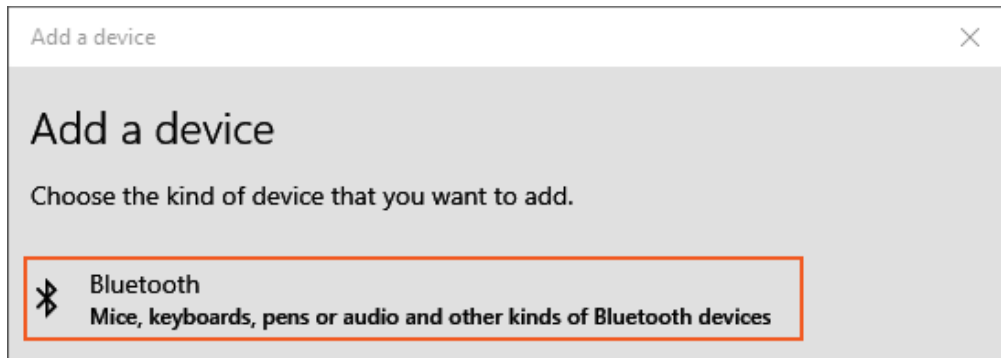 Add a device
Add a device
Choose the kind of device that you want to add.
Bluetooth
Mice, keyboards, pens or audio and other kinds of Bluetooth devices